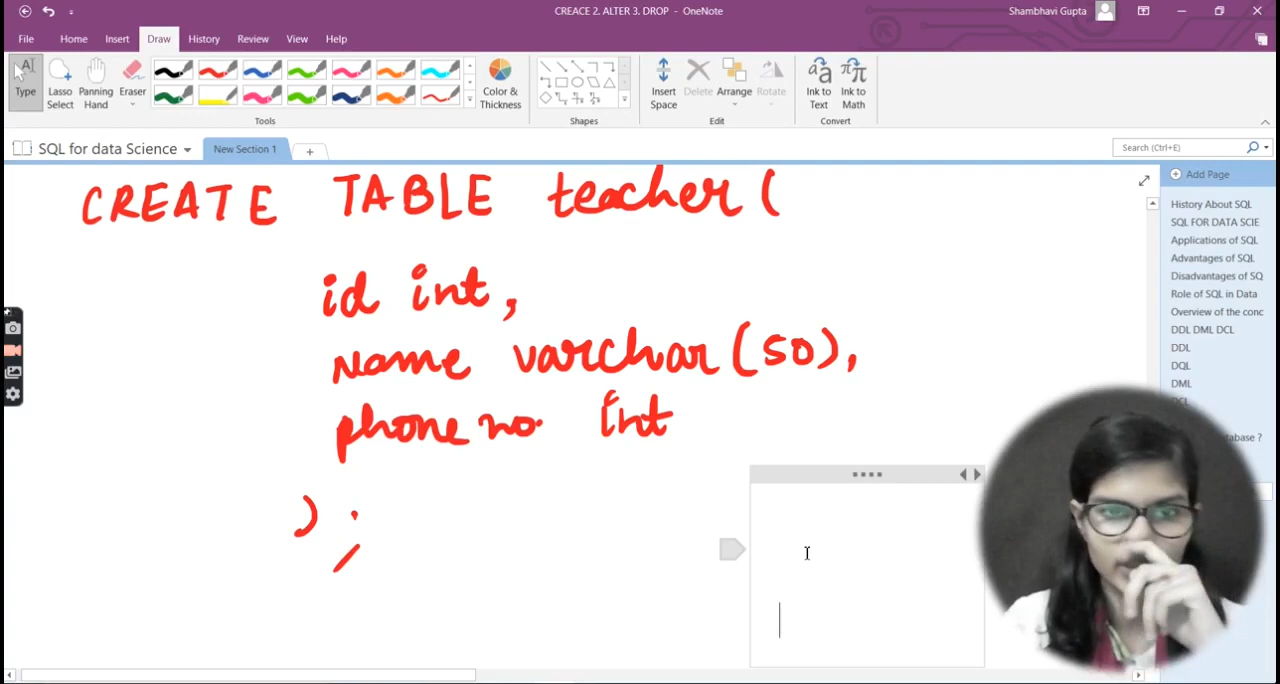 CREACE 2. ALTER 3. DROP - OneNote
Shambhavi Gupta
File Home Insert Draw History Review View Help
Type
Lasso Select
Panning Hand
Eraser
Color & Thickness
Insert Space
Delete
Arrange
Rotate
Ink to Text
Ink to Math
Tools
Shapes
Edit
Convert
SQL for data Science
New Section 1
Search (Ctrl+E)
Add Page
History About SQL
SQL FOR DATA SCIE
Applications of SQL
Advantages of SQL
Disadvantages of SQ
Role of SQL in Data
Overview of the conc
DDL DML DCL
DDL
DQL
DML
DCL
CREATE TABLE teacher(
id int,
Name varchar(50),
phone no. int
);